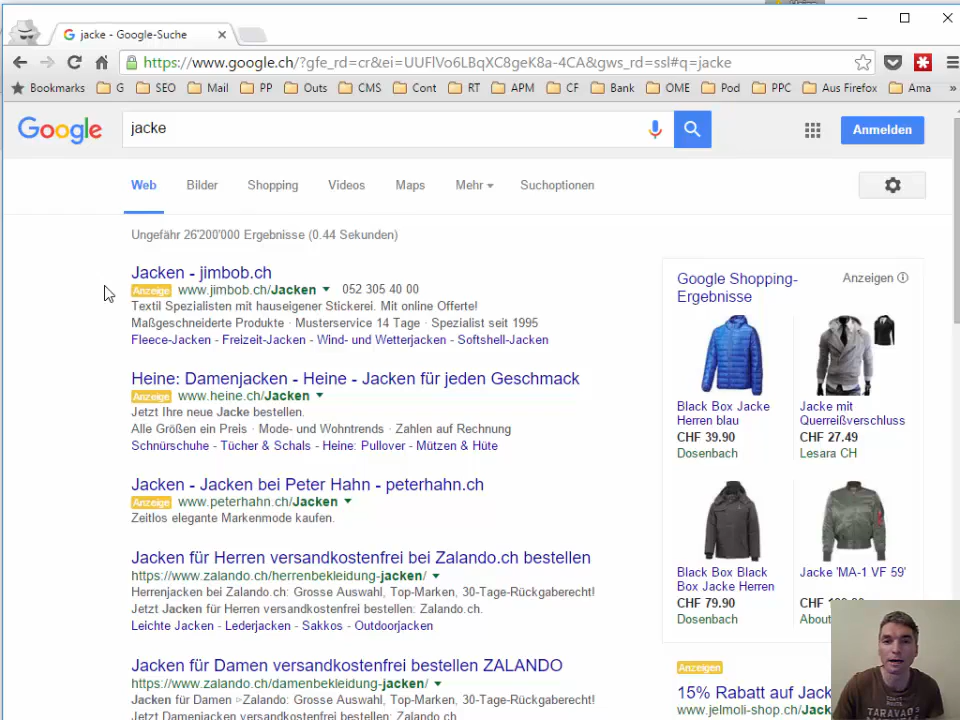 jacke - Google-Suche
https://www.google.ch/?gfe_rd=cr&ei=UUFlVo6LBqXC8geK8a-4CA&gws_rd=ssl#q=jacke
Bookmarks G SEO Mail PP Outs CMS Cont RT APM CF Bank OME Pod PPC Aus Firefox Ama »
Google
jacke
Anmelden
Web Bilder Shopping Videos Maps Mehr Suchoptionen
Ungefähr 26'200'000 Ergebnisse (0.44 Sekunden)
Jacken - jimbob.ch
Anzeige www.jimbob.ch/Jacken 052 305 40 00
Textil Spezialisten mit hauseigener Stickerei. Mit online Offerte!
Maßgeschneiderte Produkte · Musterservice 14 Tage · Spezialist seit 1995
Fleece-Jacken - Freizeit-Jacken - Wind- und Wetterjacken - Softshell-Jacken
Heine: Damenjacken - Heine - Jacken für jeden Geschmack
Anzeige www.heine.ch/Jacken
Jetzt Ihre neue Jacke bestellen.
Alle Größen ein Preis · Mode- und Wohntrends · Zahlen auf Rechnung
Schnürschuhe - Tücher & Schals - Heine: Pullover - Mützen & Hüte
Jacken - Jacken bei Peter Hahn - peterhahn.ch
Anzeige www.peterhahn.ch/Jacken
Zeitlos elegante Markenmode kaufen.
Jacken für Herren versandkostenfrei bei Zalando.ch bestellen
https://www.zalando.ch/herrenbekleidung-jacken/
Herrenjacken bei Zalando.ch: Grosse Auswahl, Top-Marken, 30-Tage-Rückgaberecht!
Jetzt Jacken für Herren versandkostenfrei bestellen: Zalando.ch.
Leichte Jacken - Lederjacken - Sakkos - Outdoorjacken
Jacken für Damen versandkostenfrei bestellen ZALANDO
https://www.zalando.ch/damenbekleidung-jacken/
Jacken für Damen ▻Zalando: Grosse Auswahl, Top-Marken, 30-Tage-Rückgaberecht!
Jetzt Damenjacken für Herren versandkostenfrei bestellen: Zalando.ch
Google Shopping-
Ergebnisse
Anzeigen
Black Box Jacke
Herren blau
CHF 39.90
Dosenbach
Jacke mit
Querreißverschluss
CHF 27.49
Lesara CH
Black Box Black
Box Jacke Herren
CHF 79.90
Dosenbach
Jacke 'MA-1 VF 59'
CHF
About
Anzeigen
15% Rabatt auf Jack
www.jelmoli-shop.ch/Jack